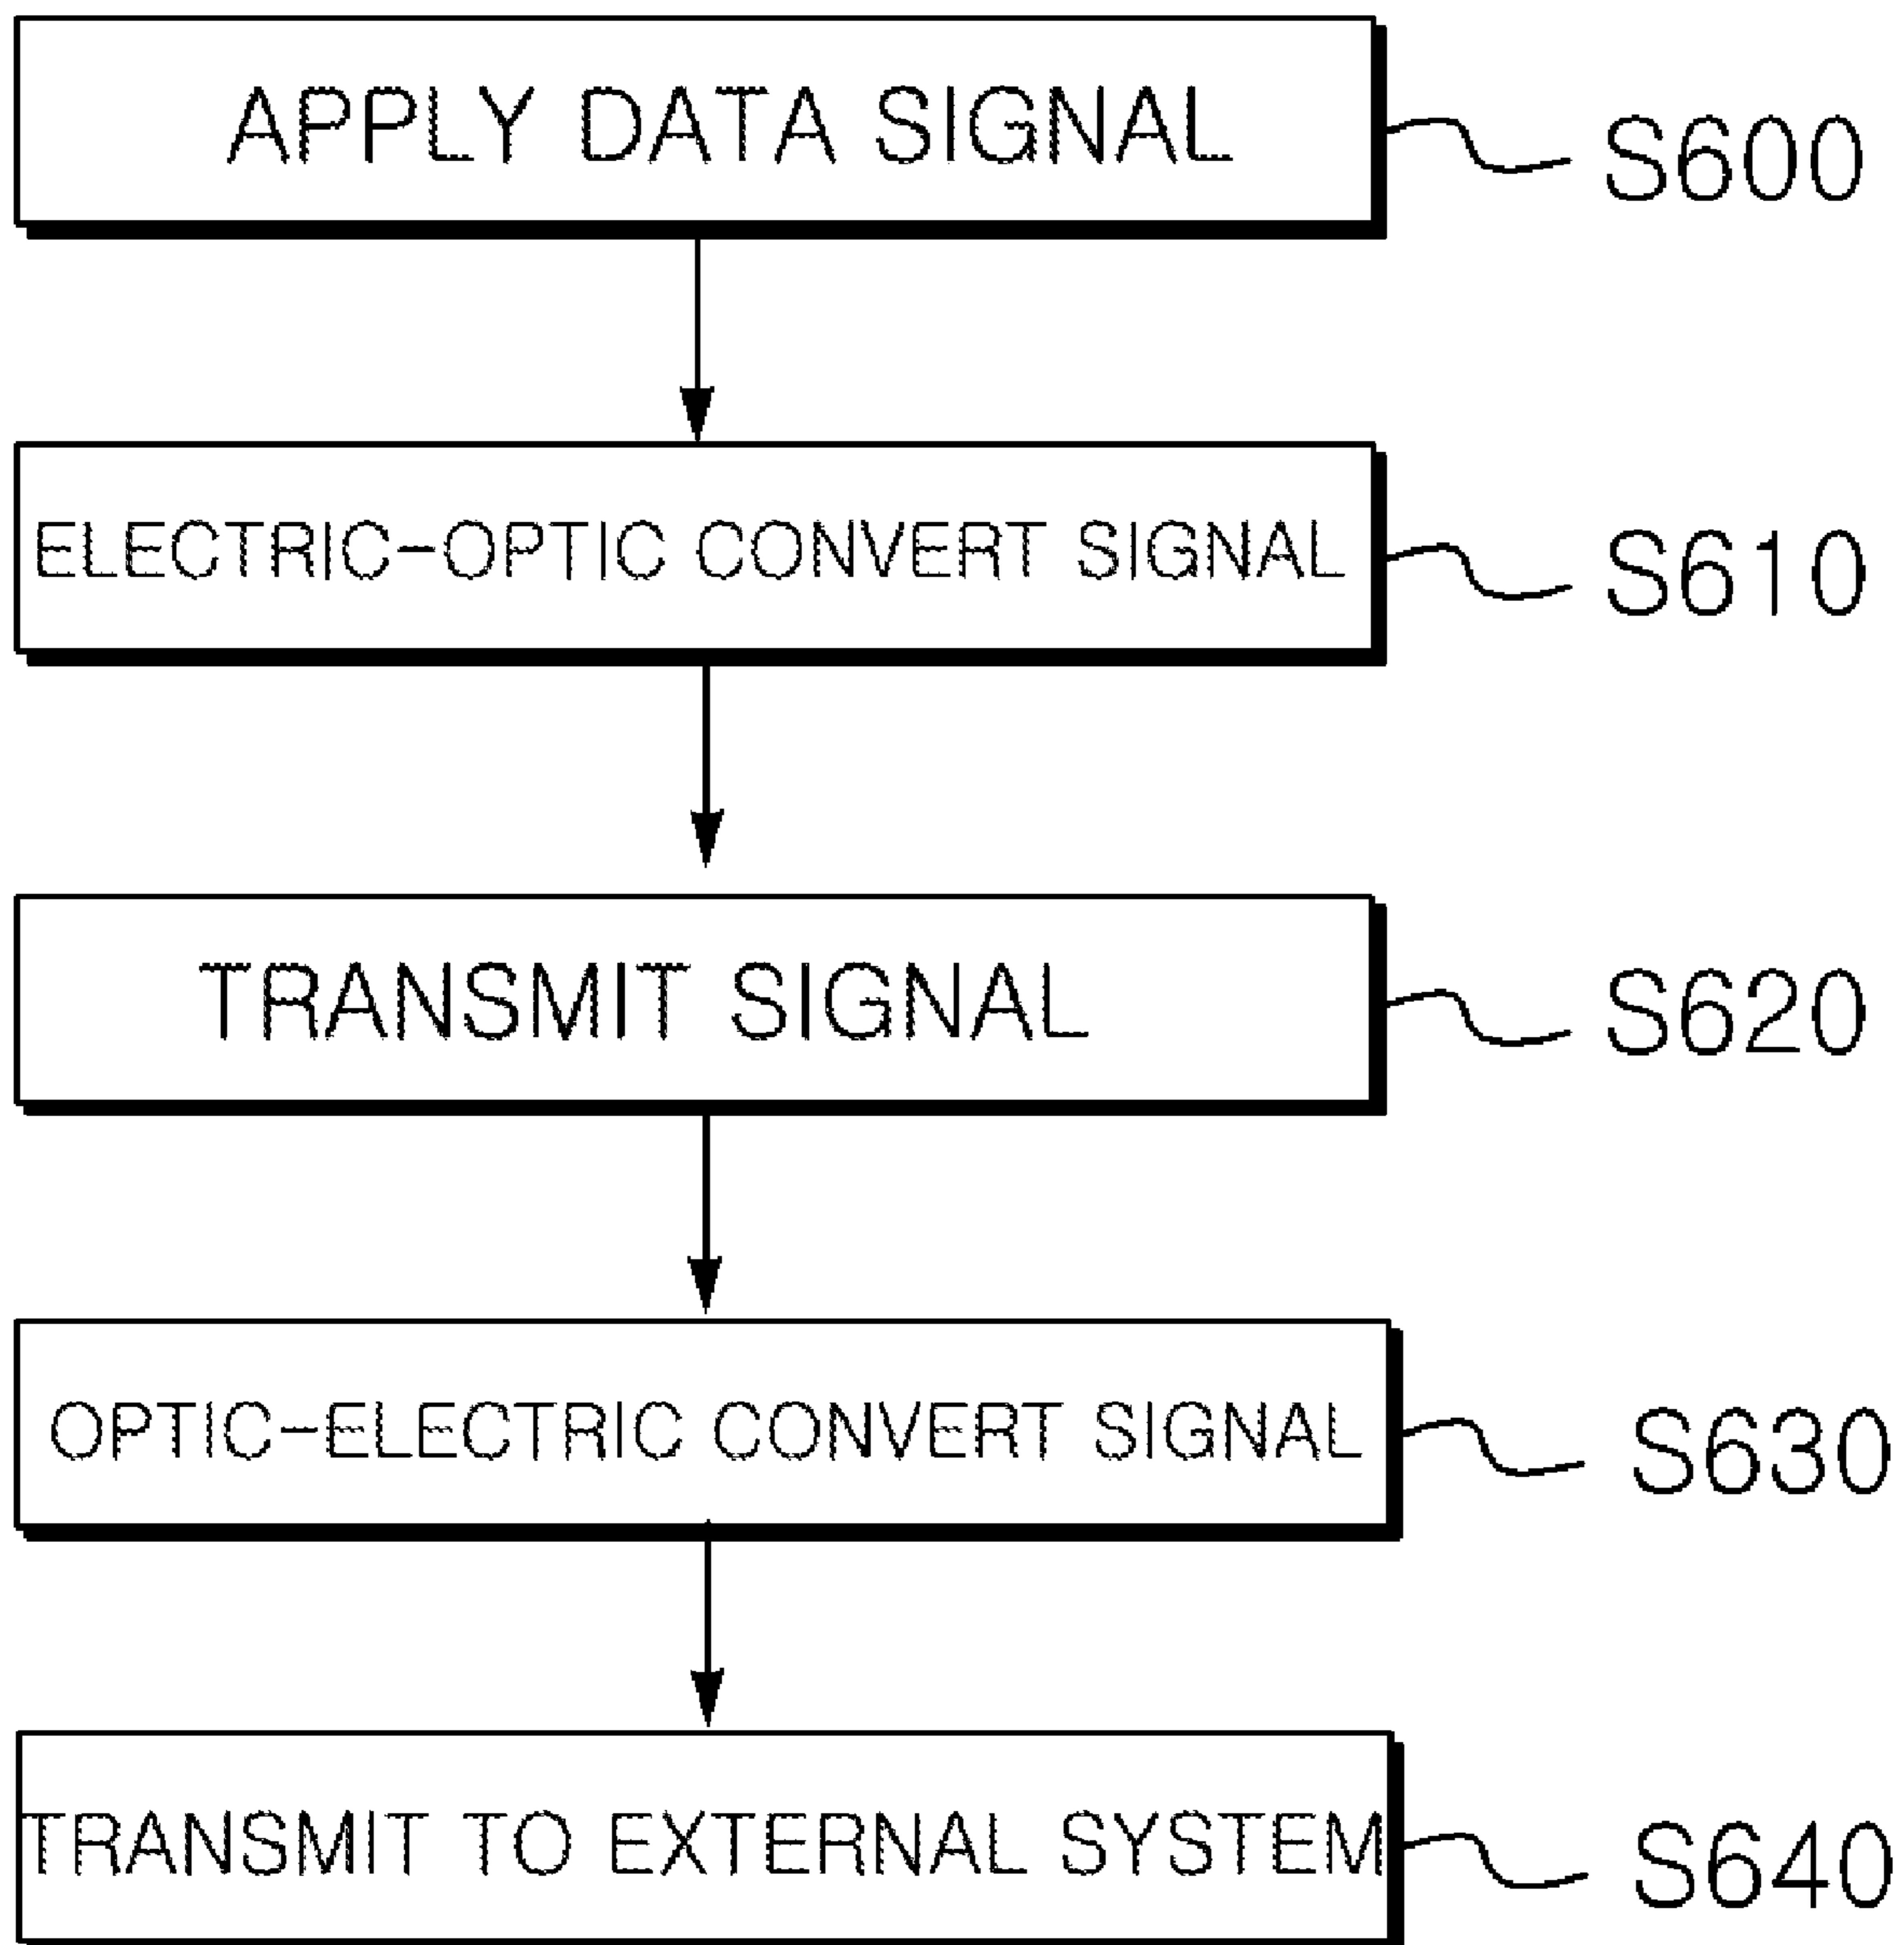 APPLY DATA SIGNAL
S600
ELECTRIC-OPTIC CONVERT SIGNAL
S610
TRANSMIT SIGNAL
S620
OPTIC-ELECTRIC CONVERT SIGNAL
S630
TRANSMIT TO EXTERNAL SYSTEM
S640